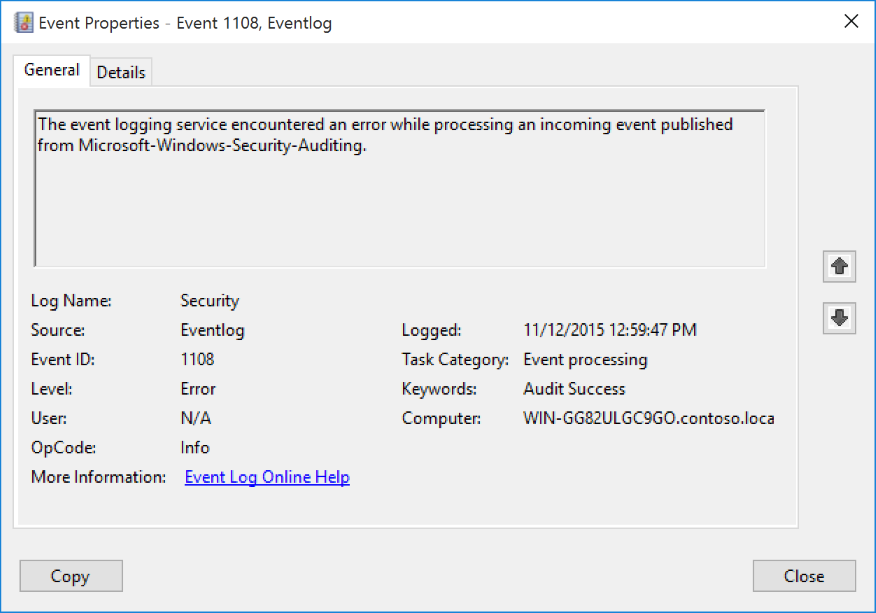 Event Properties - Event 1108, Eventlog
General Details
The event logging service encountered an error while processing an incoming event published
from Microsoft-Windows-Security-Auditing.
Log Name: Security
Source: Eventlog Logged: 11/12/2015 12:59:47 PM
Event ID: 1108 Task Category: Event processing
Level: Error Keywords: Audit Success
User: N/A Computer: WIN-GG82ULGC9GO.contoso.loca
OpCode: Info
More Information: Event Log Online Help
Copy Close